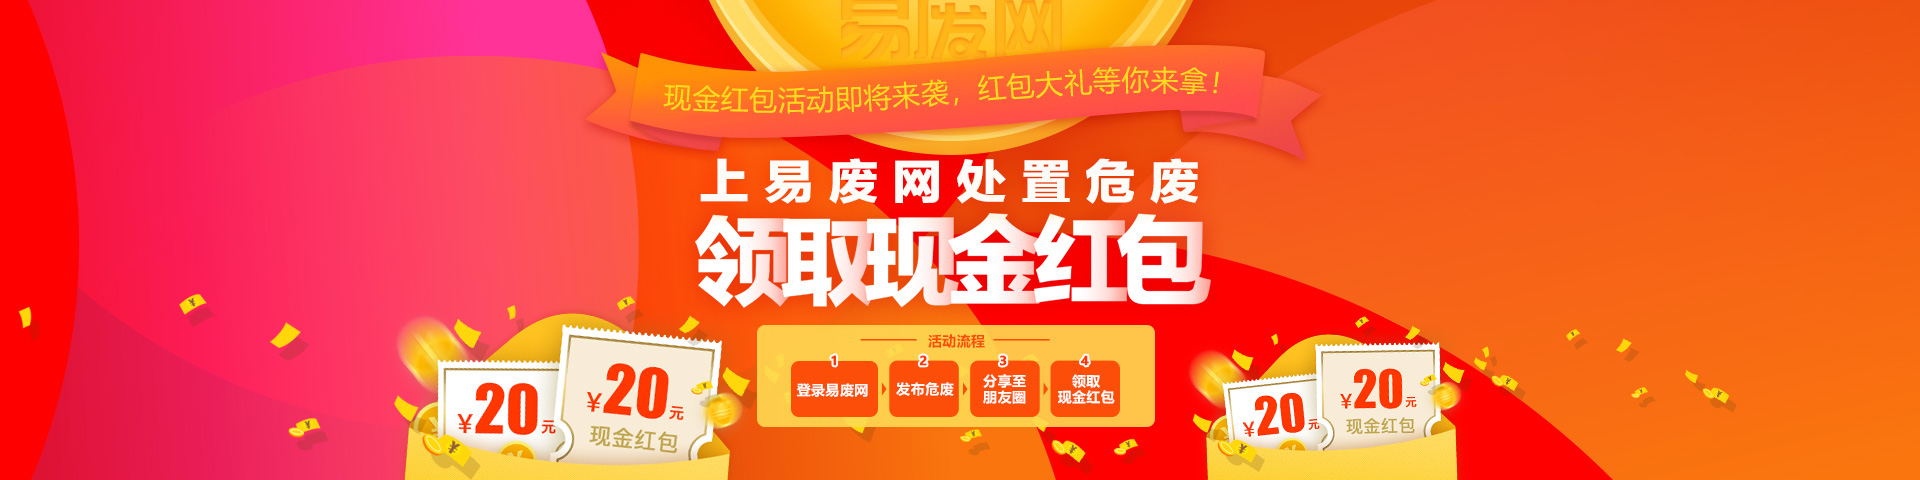 易废网
现金红包活动即将来袭，红包大礼等你来拿！
上易废网处置危废
领取现金红包
活动流程
1
登录易废网
2
发布危废
3
分享至
朋友圈
4
领取
现金红包
¥20元
¥20元
现金红包
¥20元
¥20元
现金红包